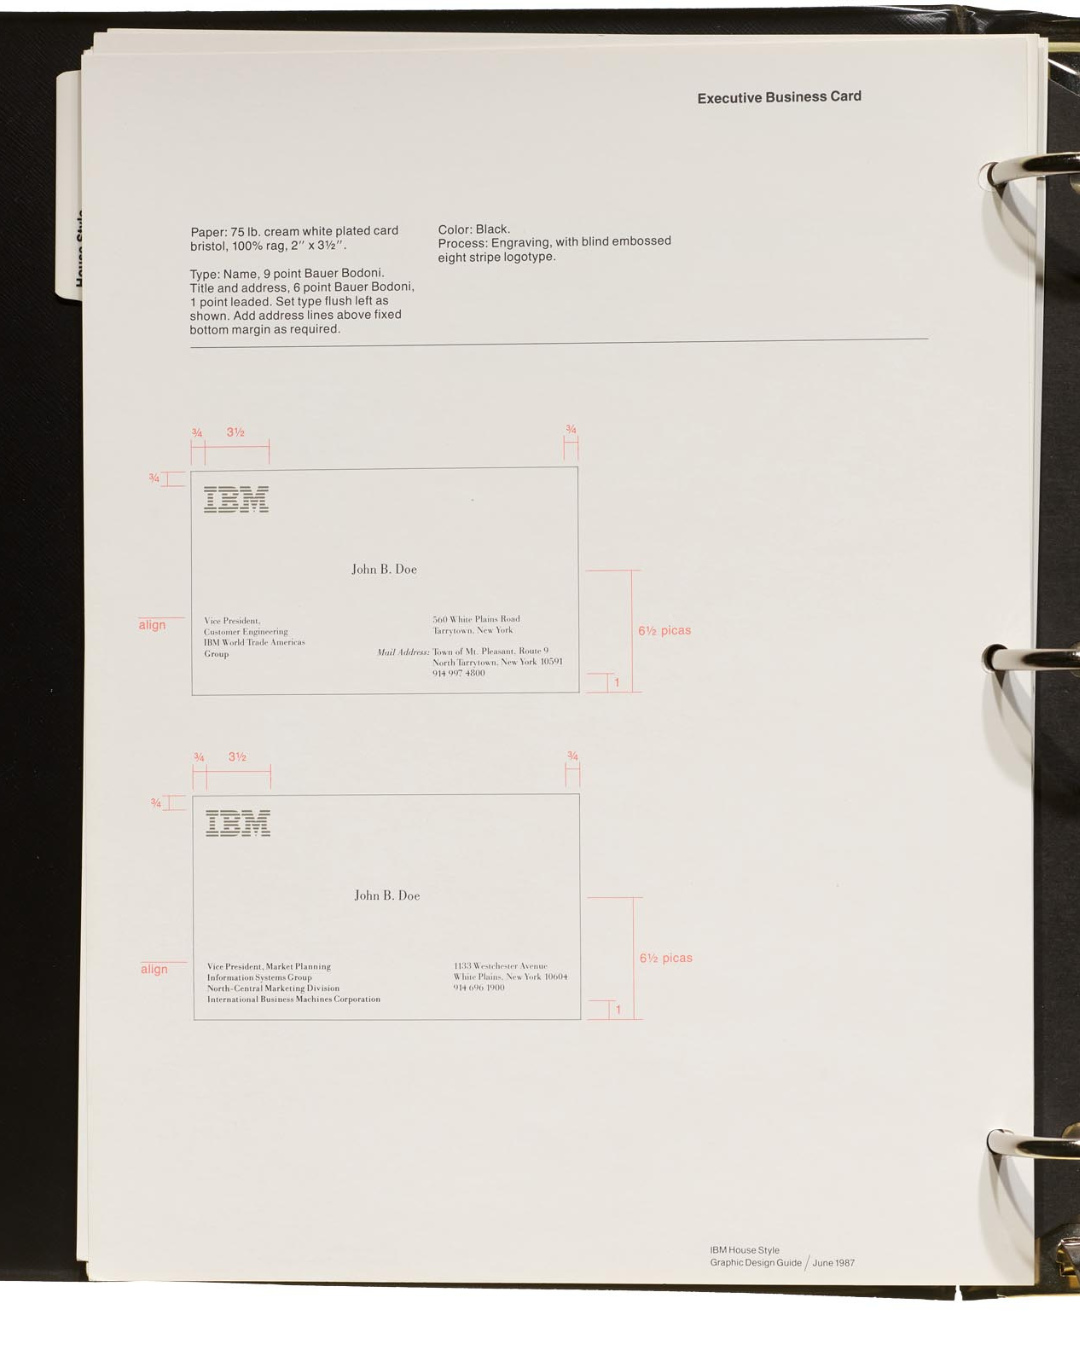 Executive Business Card
House Style
Paper: 75 lb. cream white plated card
bristol, 100% rag, 2" x 3½".
Type: Name, 9 point Bauer Bodoni.
Title and address, 6 point Bauer Bodoni,
1 point leaded. Set type flush left as
shown. Add address lines above fixed
bottom margin as required.
Color: Black.
Process: Engraving, with blind embossed
eight stripe logotype.
¾ 3½ ¾
¾
IBM
John B. Doe
align
Vice President,
Customer Engineering
IBM World Trade Americas
Group
560 White Plains Road
Tarrytown, New York
Mail Address: Town of Mt. Pleasant, Route 9
North Tarrytown, New York 10591
914 997 4800
6½ picas
1
¾ 3½ ¾
¾
IBM
John B. Doe
align
Vice President, Market Planning
Information Systems Group
North-Central Marketing Division
International Business Machines Corporation
1133 Westchester Avenue
White Plains, New York 10604
914 696 1900
6½ picas
1
IBM House Style
Graphic Design Guide / June 1987